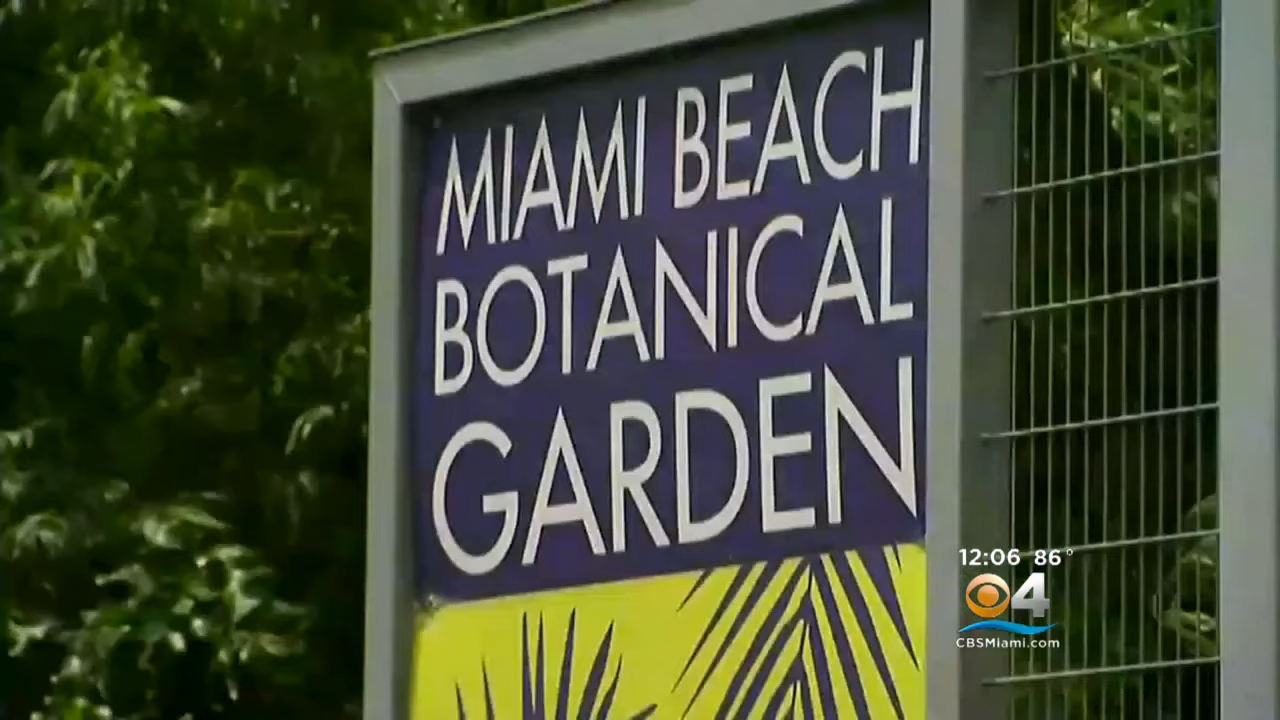 MIAMI BEACH
BOTANICAL
GARDEN
12:06 86°
4
CBSMiami.com